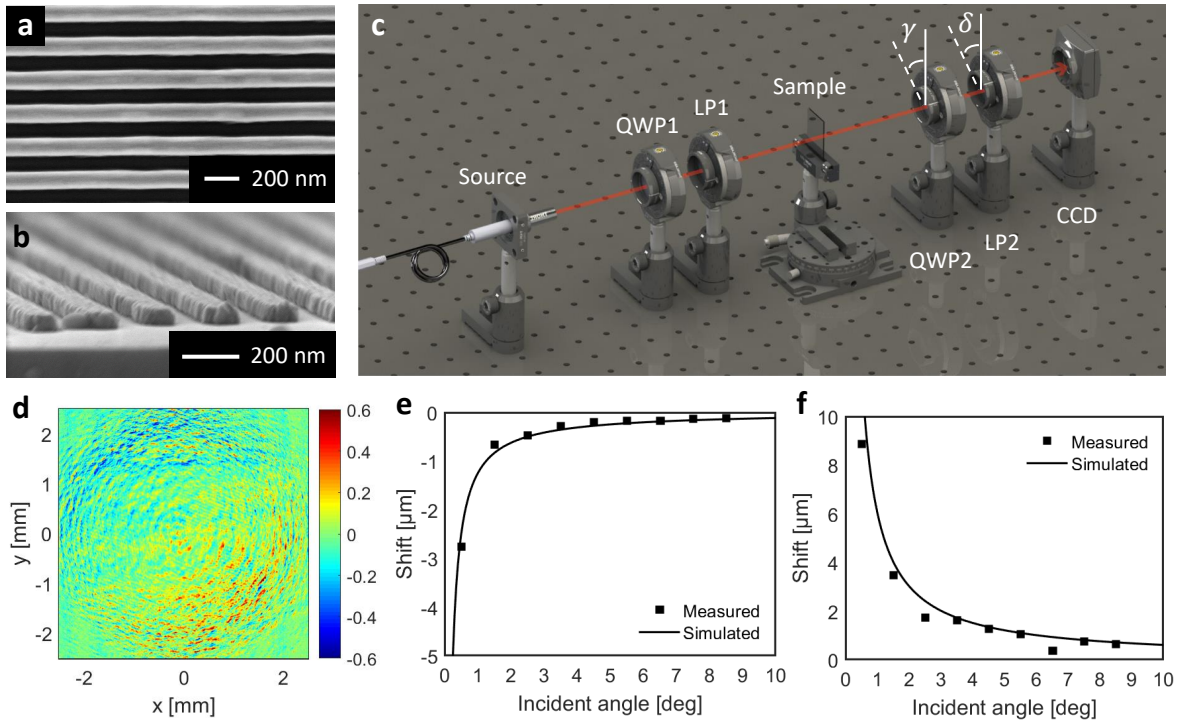 a
200 nm
b
200 nm
c
Source
QWP1
LP1
Sample
γ
δ
QWP2
LP2
CCD
d
y [mm]
2
1
0
-1
-2
-2 0 2
x [mm]
0.6
0.4
0.2
0
-0.2
-0.4
-0.6
e
Shift [μm]
0
-1
-2
-3
-4
-5
Measured
Simulated
0 1 2 3 4 5 6 7 8 9 10
Incident angle [deg]
f
Shift [μm]
10
8
6
4
2
0
Measured
Simulated
0 1 2 3 4 5 6 7 8 9 10
Incident angle [deg]